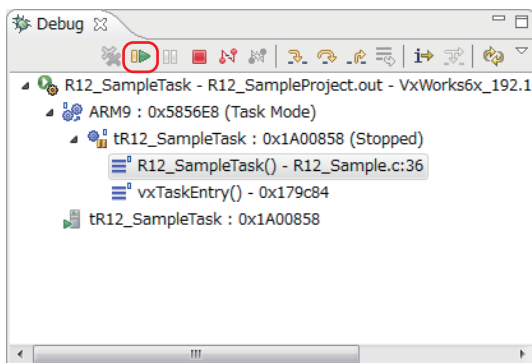 Debug
R12_SampleTask - R12_SampleProject.out - VxWorks6x_192.1
ARM9 : 0x5856E8 (Task Mode)
tR12_SampleTask : 0x1A00858 (Stopped)
R12_SampleTask() - R12_Sample.c:36
vxTaskEntry() - 0x179c84
tR12_SampleTask : 0x1A00858